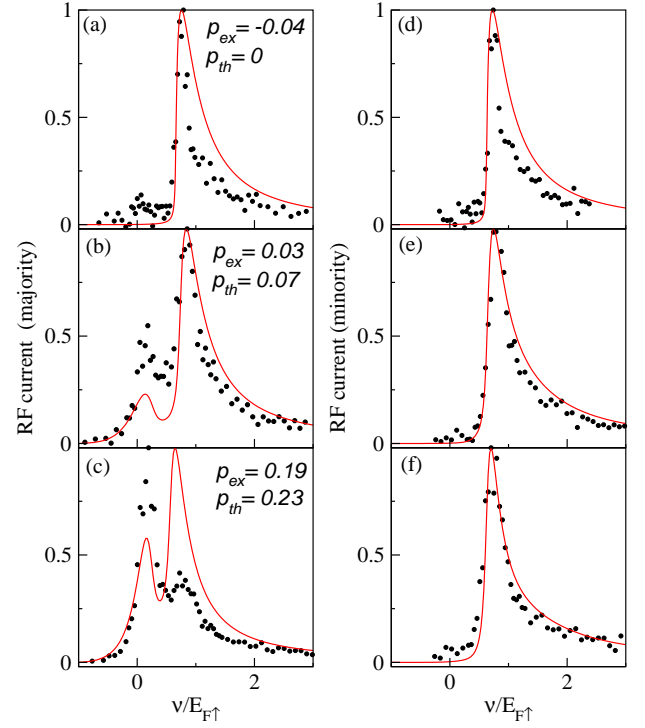 (a)
p_ex = -0.04
p_th = 0
(d)
1
1
0.5
0.5
0
0
(b)
p_ex = 0.03
p_th = 0.07
(e)
RF current (majority)
RF current (minority)
0.5
0.5
0
0
(c)
p_ex = 0.19
p_th = 0.23
(f)
0.5
0.5
0
0
0
2
0
2
ν/E_F↑
ν/E_F↑